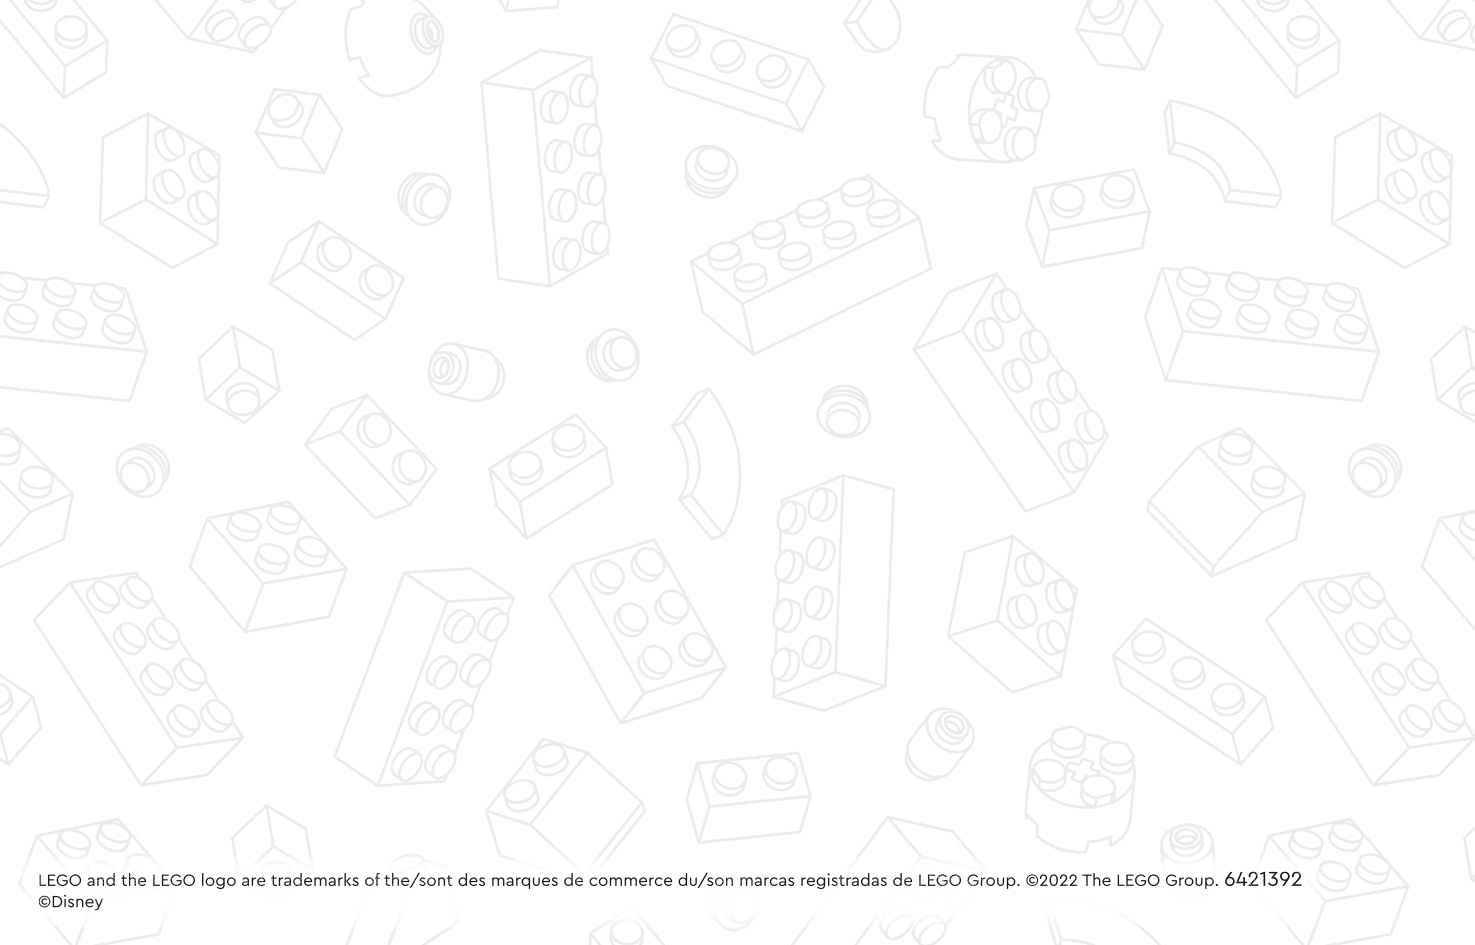 LEGO and the LEGO logo are trademarks of the/sont des marques de commerce du/son marcas registradas de LEGO Group. ©2022 The LEGO Group. 6421392
©Disney